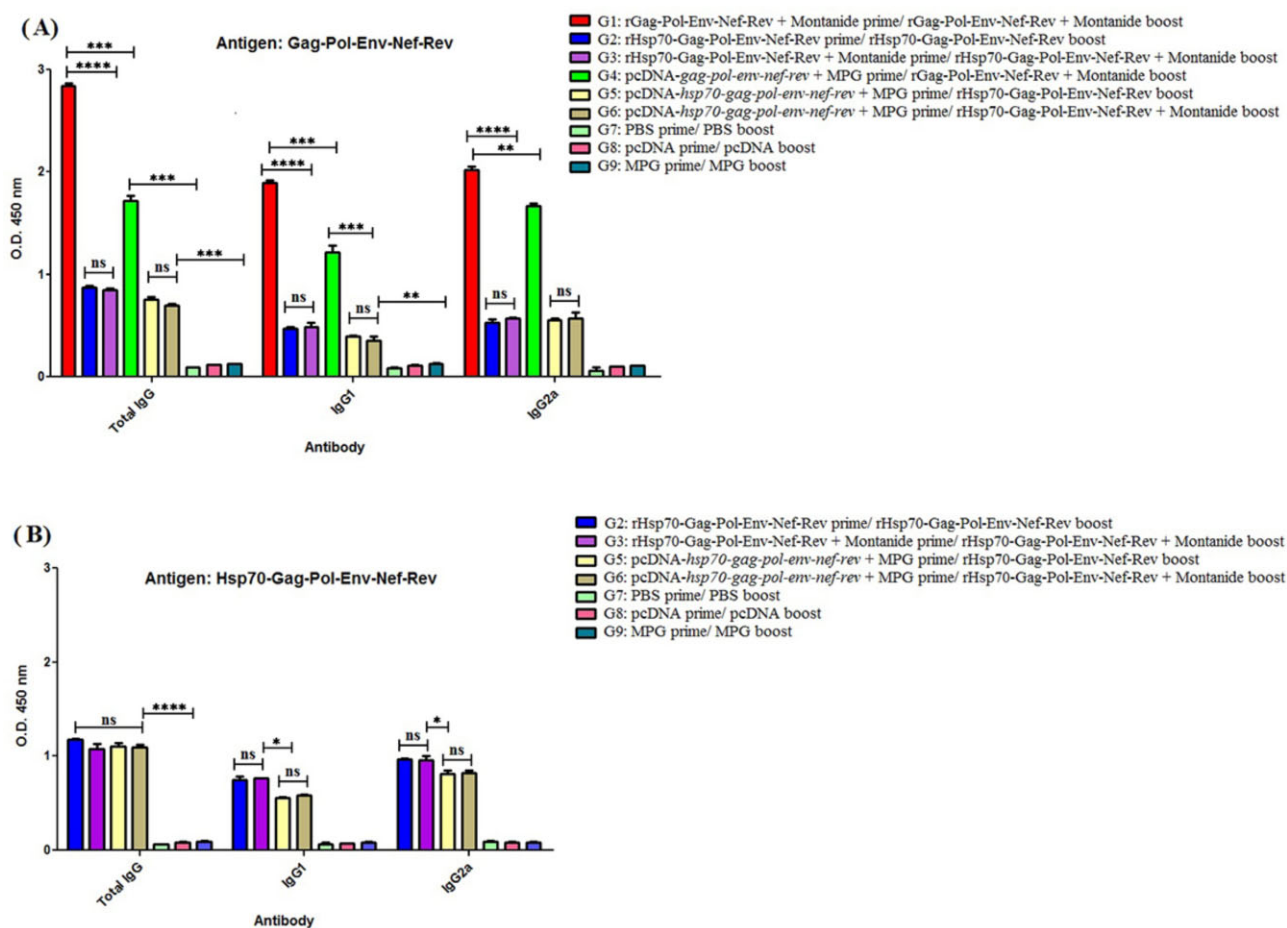 (A)
Antigen: Gag-Pol-Env-Nef-Rev
G1: rGag-Pol-Env-Nef-Rev + Montanide prime/ rGag-Pol-Env-Nef-Rev + Montanide boost
G2: rHsp70-Gag-Pol-Env-Nef-Rev prime/ rHsp70-Gag-Pol-Env-Nef-Rev boost
G3: rHsp70-Gag-Pol-Env-Nef-Rev + Montanide prime/ rHsp70-Gag-Pol-Env-Nef-Rev + Montanide boost
G4: pcDNA-gag-pol-env-nef-rev + MPG prime/ rGag-Pol-Env-Nef-Rev + Montanide boost
G5: pcDNA-hsp70-gag-pol-env-nef-rev + MPG prime/ rHsp70-Gag-Pol-Env-Nef-Rev boost
G6: pcDNA-hsp70-gag-pol-env-nef-rev + MPG prime/ rHsp70-Gag-Pol-Env-Nef-Rev + Montanide boost
G7: PBS prime/ PBS boost
G8: pcDNA prime/ pcDNA boost
G9: MPG prime/ MPG boost
O.D. 450 nm
3
2
1
0
***
****
***
ns
ns
***
***
****
***
ns
ns
**
****
**
ns
ns
Total IgG
IgG1
IgG2a
Antibody
(B)
Antigen: Hsp70-Gag-Pol-Env-Nef-Rev
G2: rHsp70-Gag-Pol-Env-Nef-Rev prime/ rHsp70-Gag-Pol-Env-Nef-Rev boost
G3: rHsp70-Gag-Pol-Env-Nef-Rev + Montanide prime/ rHsp70-Gag-Pol-Env-Nef-Rev + Montanide boost
G5: pcDNA-hsp70-gag-pol-env-nef-rev + MPG prime/ rHsp70-Gag-Pol-Env-Nef-Rev boost
G6: pcDNA-hsp70-gag-pol-env-nef-rev + MPG prime/ rHsp70-Gag-Pol-Env-Nef-Rev + Montanide boost
G7: PBS prime/ PBS boost
G8: pcDNA prime/ pcDNA boost
G9: MPG prime/ MPG boost
O.D. 450 nm
3
2
1
0
ns
****
ns
*
ns
ns
*
ns
Total IgG
IgG1
IgG2a
Antibody